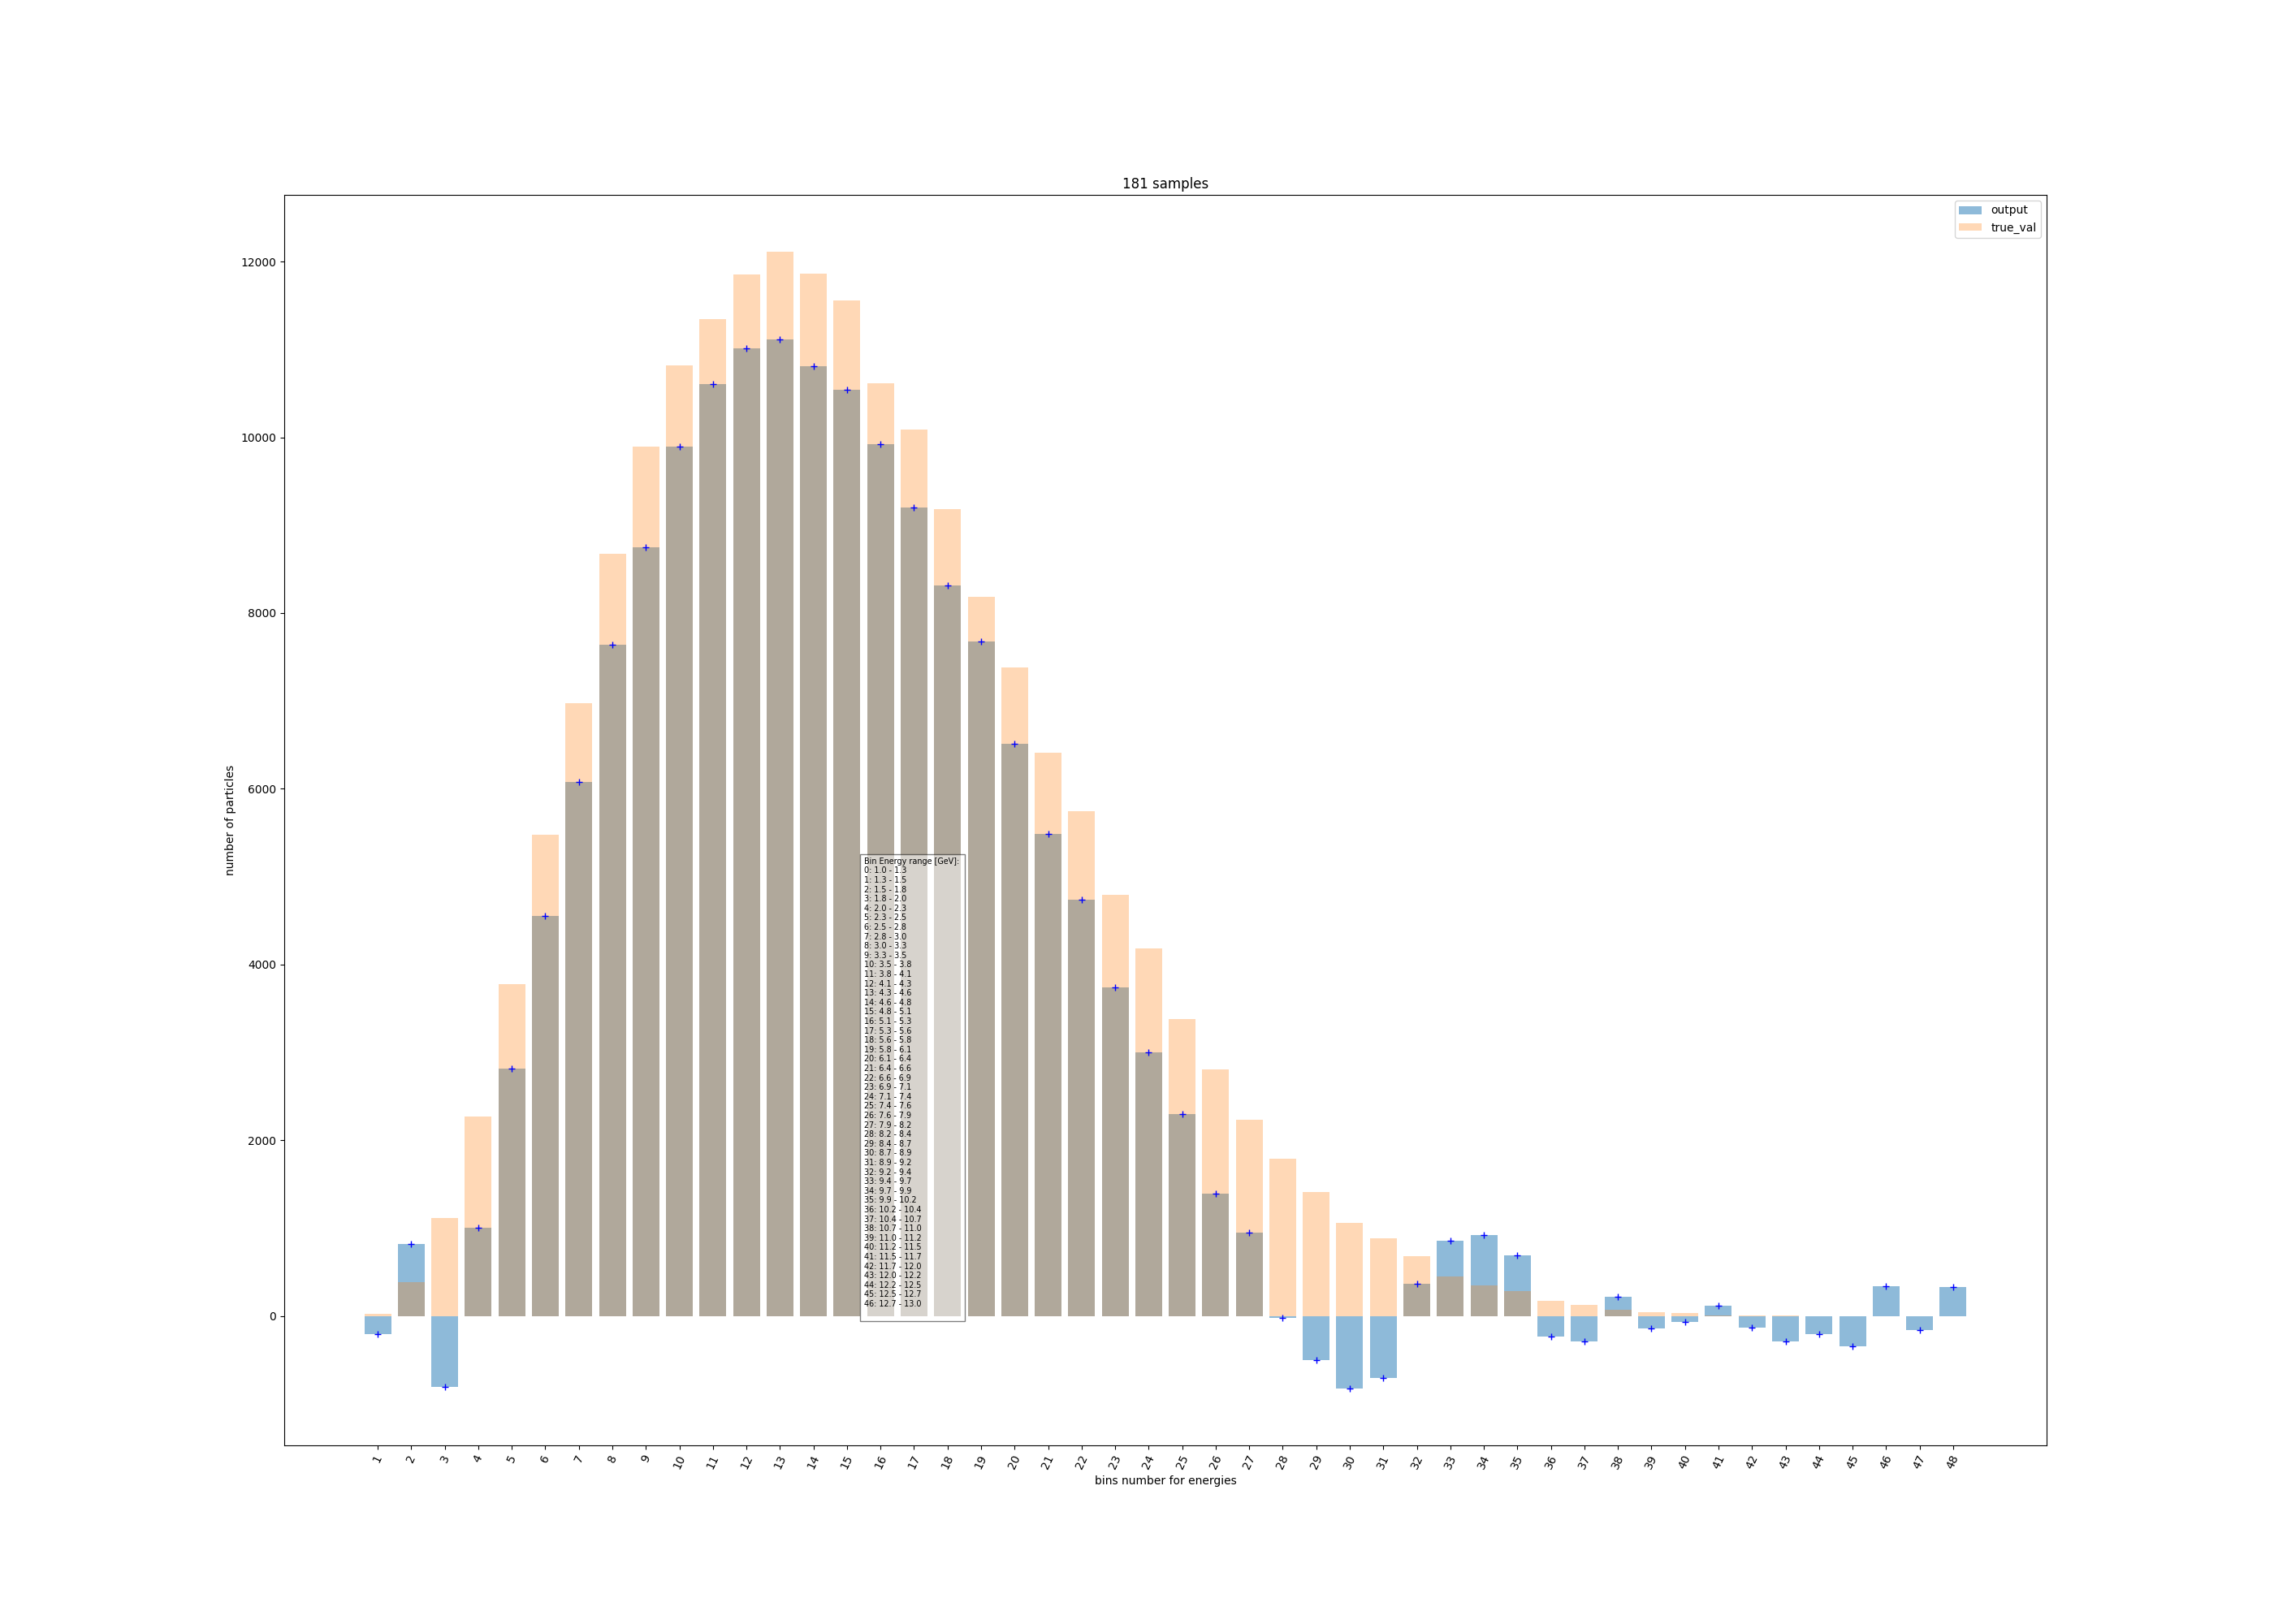 181 samples
output
true_val
12000
10000
8000
6000
4000
2000
0
number of particles
Bin Energy range [GeV]:
0: 1.0 - 1.3
1: 1.3 - 1.5
2: 1.5 - 1.8
3: 1.8 - 2.0
4: 2.0 - 2.3
5: 2.3 - 2.5
6: 2.5 - 2.8
7: 2.8 - 3.0
8: 3.0 - 3.3
9: 3.3 - 3.5
10: 3.5 - 3.8
11: 3.8 - 4.1
12: 4.1 - 4.3
13: 4.3 - 4.6
14: 4.6 - 4.8
15: 4.8 - 5.1
16: 5.1 - 5.3
17: 5.3 - 5.6
18: 5.6 - 5.8
19: 5.8 - 6.1
20: 6.1 - 6.4
21: 6.4 - 6.6
22: 6.6 - 6.9
23: 6.9 - 7.1
24: 7.1 - 7.4
25: 7.4 - 7.6
26: 7.6 - 7.9
27: 7.9 - 8.2
28: 8.2 - 8.4
29: 8.4 - 8.7
30: 8.7 - 8.9
31: 8.9 - 9.2
32: 9.2 - 9.4
33: 9.4 - 9.7
34: 9.7 - 9.9
35: 9.9 - 10.2
36: 10.2 - 10.4
37: 10.4 - 10.7
38: 10.7 - 11.0
39: 11.0 - 11.2
40: 11.2 - 11.5
41: 11.5 - 11.7
42: 11.7 - 12.0
43: 12.0 - 12.2
44: 12.2 - 12.5
45: 12.5 - 12.7
46: 12.7 - 13.0
1 2 3 4 5 6 7 8 9 10 11 12 13 14 15 16 17 18 19 20 21 22 23 24 25 26 27 28 29 30 31 32 33 34 35 36 37 38 39 40 41 42 43 44 45 46 47 48
bins number for energies